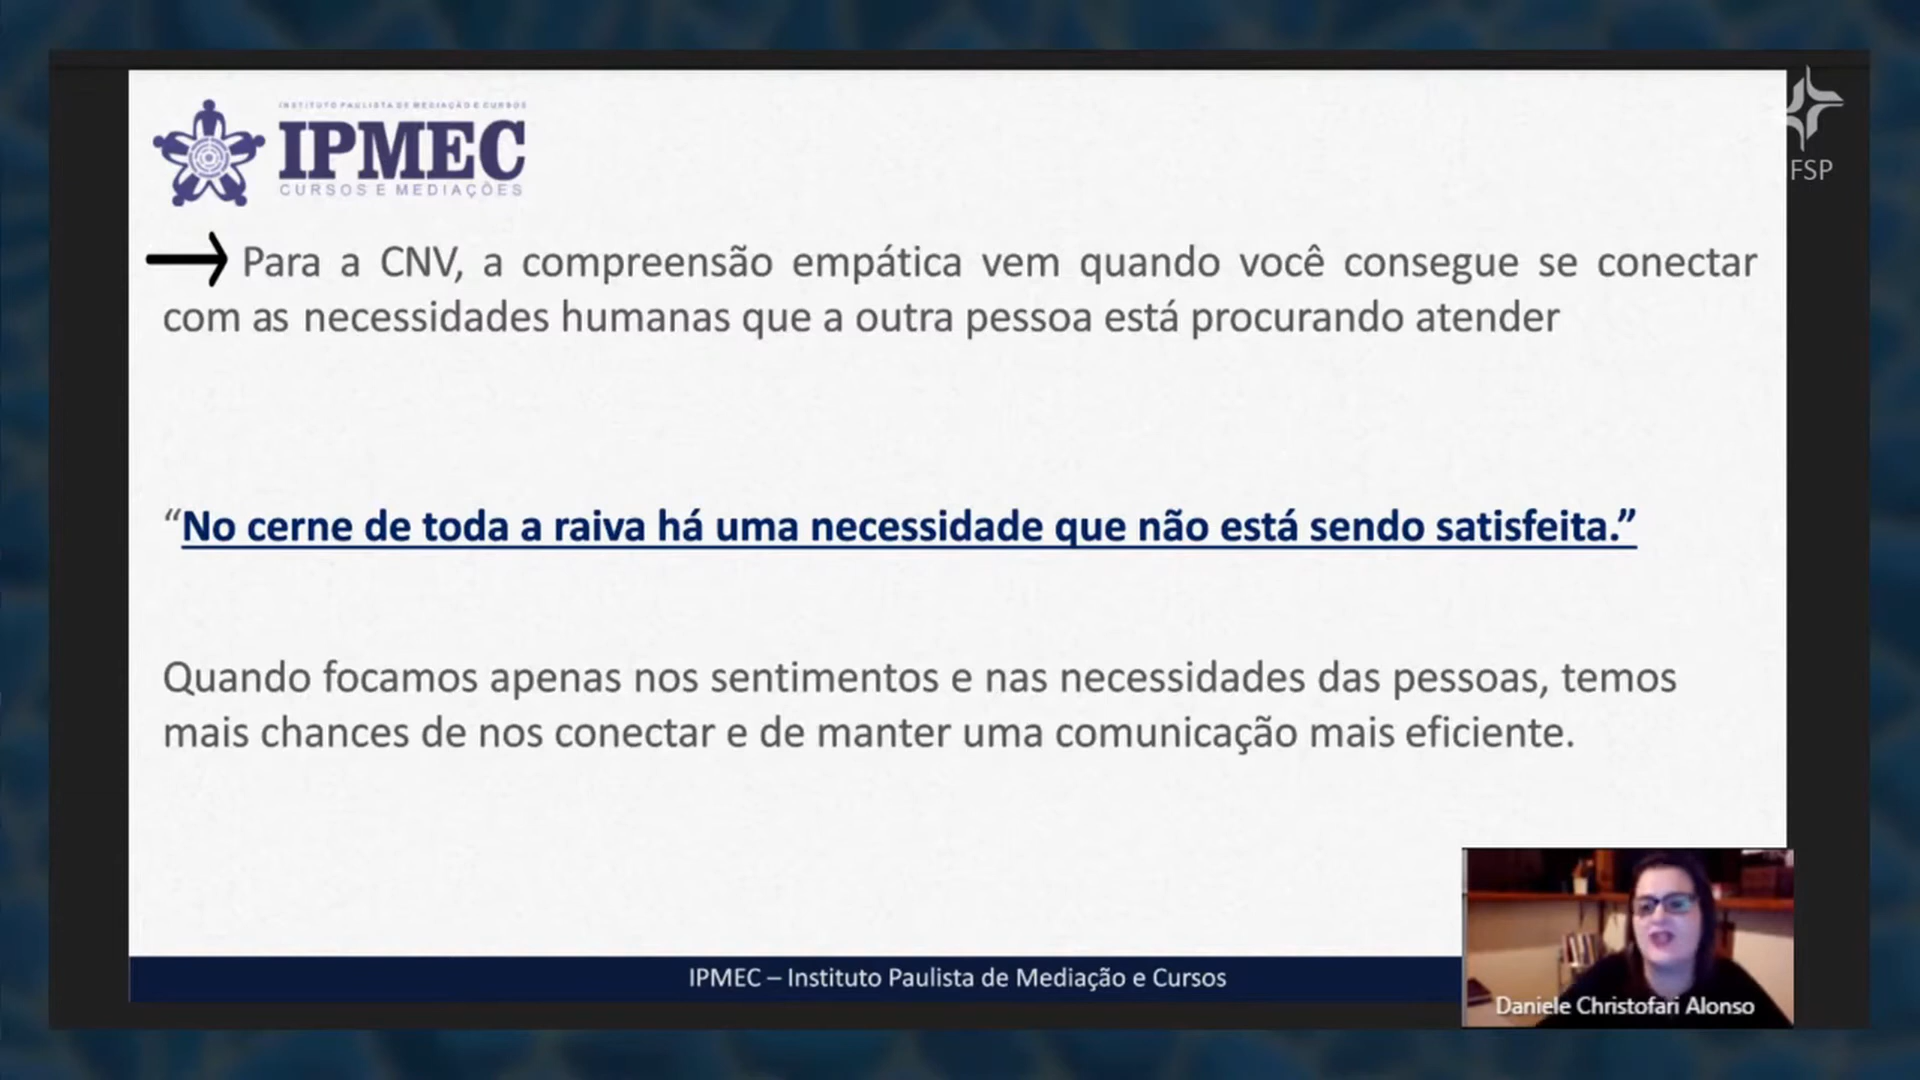 INSTITUTO PAULISTA DE MEDIAÇÃO E CURSOS
IPMEC
CURSOS E MEDIAÇÕES
FSP
Para a CNV, a compreensão empática vem quando você consegue se conectar
com as necessidades humanas que a outra pessoa está procurando atender
“No cerne de toda a raiva há uma necessidade que não está sendo satisfeita.”
Quando focamos apenas nos sentimentos e nas necessidades das pessoas, temos
mais chances de nos conectar e de manter uma comunicação mais eficiente.
IPMEC – Instituto Paulista de Mediação e Cursos
Daniele Christofari Alonso